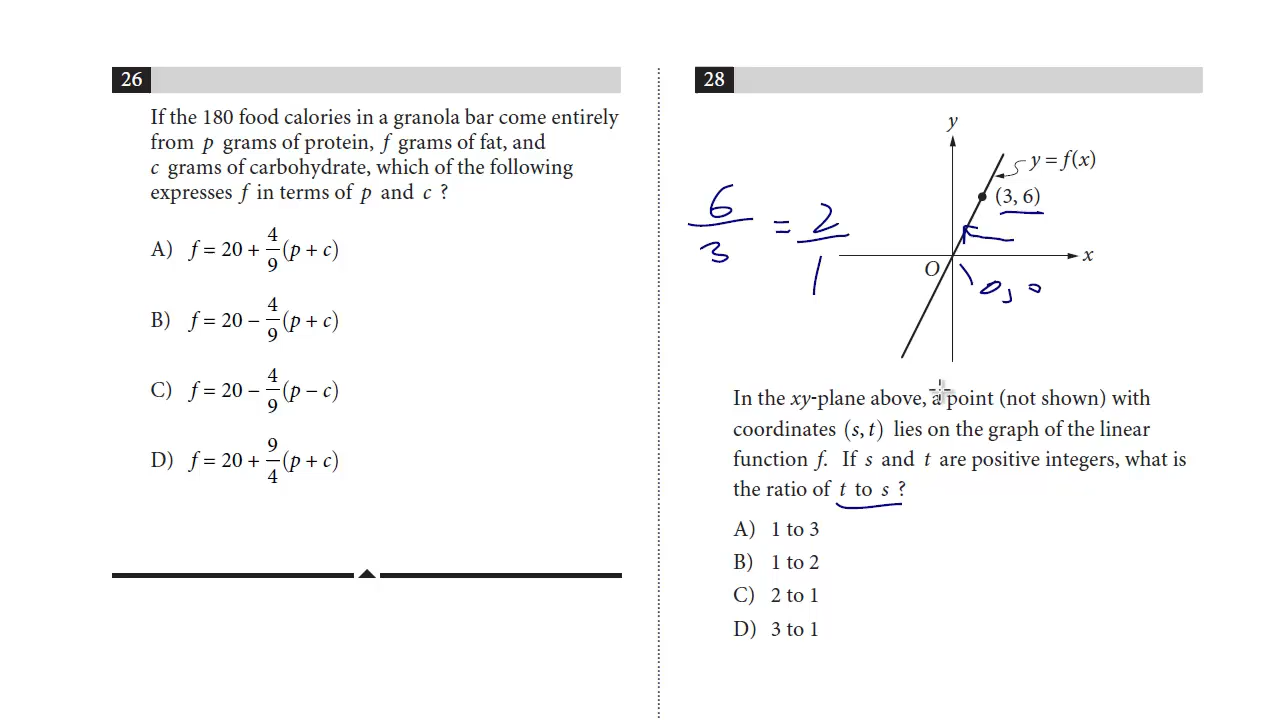 26
If the 180 food calories in a granola bar come entirely
from p grams of protein, f grams of fat, and
c grams of carbohydrate, which of the following
expresses f in terms of p and c ?
A) f = 20 + 4/9 (p + c)
B) f = 20 − 4/9 (p + c)
C) f = 20 − 4/9 (p − c)
D) f = 20 + 9/4 (p + c)
28
y
y = f(x)
(3, 6)
6/3 = 2/1
x
O
0, 0
In the xy-plane above, a point (not shown) with
coordinates (s, t) lies on the graph of the linear
function f. If s and t are positive integers, what is
the ratio of t to s ?
A) 1 to 3
B) 1 to 2
C) 2 to 1
D) 3 to 1